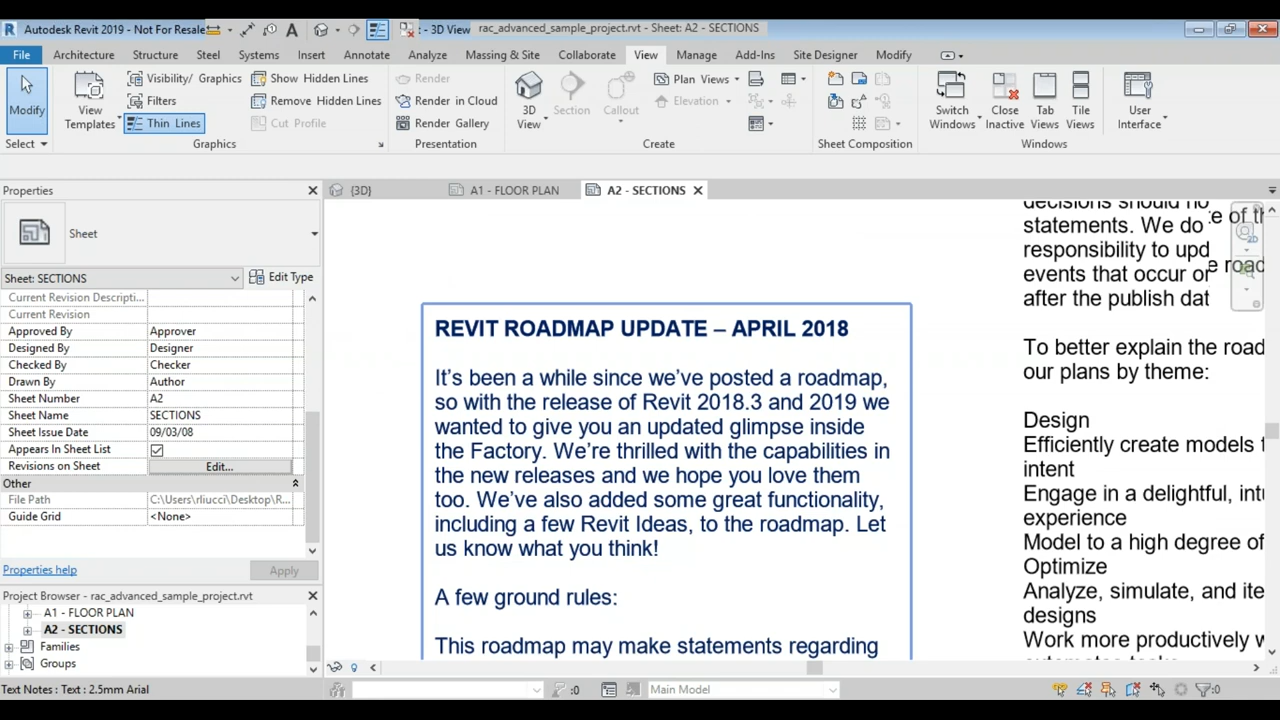 Autodesk Revit 2019 - Not For Resale
: - 3D View
rac_advanced_sample_project.rvt - Sheet: A2 - SECTIONS
File
Architecture
Structure
Steel
Systems
Insert
Annotate
Analyze
Massing & Site
Collaborate
View
Manage
Add-Ins
Site Designer
Modify
Modify
View
Templates
Visibility/ Graphics
Filters
Thin Lines
Show Hidden Lines
Remove Hidden Lines
Cut Profile
Render
Render in Cloud
Render Gallery
3D
View
Section
Callout
Plan Views
Elevation
Switch
Windows
Close
Inactive
Tab
Views
Tile
Views
User
Interface
Select
Graphics
Presentation
Create
Sheet Composition
Windows
Properties
{3D}
A1 - FLOOR PLAN
A2 - SECTIONS
Sheet
Sheet: SECTIONS
Edit Type
Current Revision Descripti...
Current Revision
Approved By Approver
Designed By Designer
Checked By Checker
Drawn By Author
Sheet Number A2
Sheet Name SECTIONS
Sheet Issue Date 09/03/08
Appears In Sheet List
Revisions on Sheet Edit...
Other
File Path C:\Users\rliucci\Desktop\R...
Guide Grid <None>
Properties help
Apply
Project Browser - rac_advanced_sample_project.rvt
A1 - FLOOR PLAN
A2 - SECTIONS
Families
Groups
REVIT ROADMAP UPDATE – APRIL 2018
It’s been a while since we’ve posted a roadmap,
so with the release of Revit 2018.3 and 2019 we
wanted to give you an updated glimpse inside
the Factory. We’re thrilled with the capabilities in
the new releases and we hope you love them
too. We’ve also added some great functionality,
including a few Revit Ideas, to the roadmap. Let
us know what you think!
A few ground rules:
This roadmap may make statements regarding
decisions should no
statements. We do
responsibility to upd
events that occur or
after the publish dat
To better explain the road
our plans by theme:
Design
Efficiently create models t
intent
Engage in a delightful, int
experience
Model to a high degree of
Optimize
Analyze, simulate, and ite
designs
Work more productively w
Text Notes : Text : 2.5mm Arial
:0
Main Model
:0